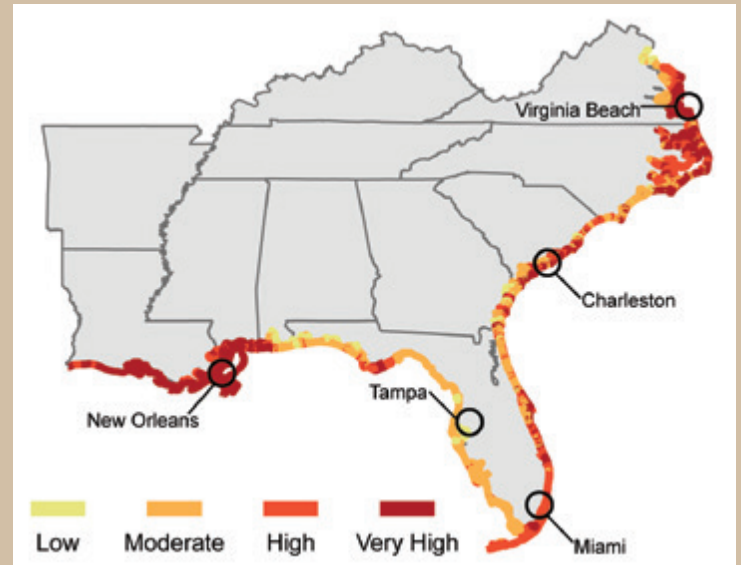 Virginia Beach
Charleston
Tampa
New Orleans
Miami
Low Moderate High Very High